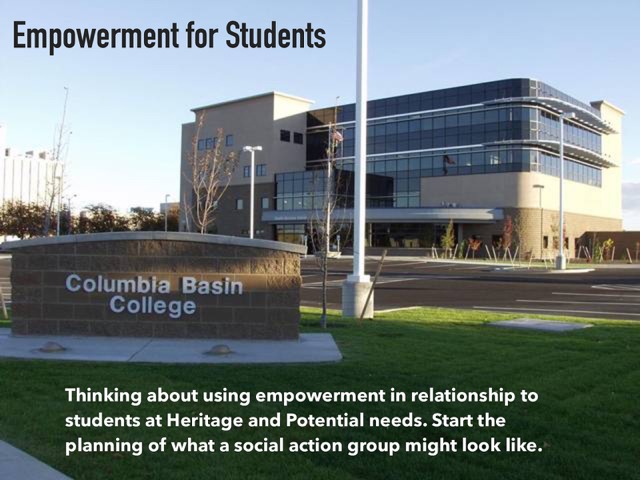 Empowerment for Students
Columbia Basin
College
Thinking about using empowerment in relationship to
students at Heritage and Potential needs. Start the
planning of what a social action group might look like.